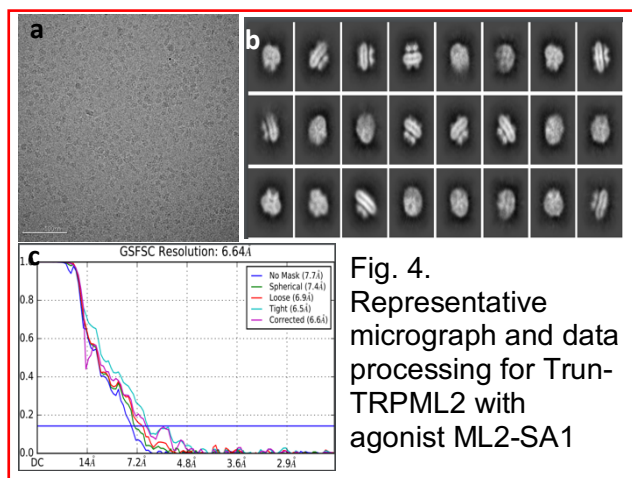 a
b
c
GSFSC Resolution: 6.64Å
1.0
0.8
0.6
0.4
0.2
0.0
No Mask (7.7Å)
Spherical (7.4Å)
Loose (6.9Å)
Tight (6.5Å)
Corrected (6.6Å)
DC 14Å 7.2Å 4.8Å 3.6Å 2.9Å
Fig. 4.
Representative
micrograph and data
processing for Trun-
TRPML2 with
agonist ML2-SA1